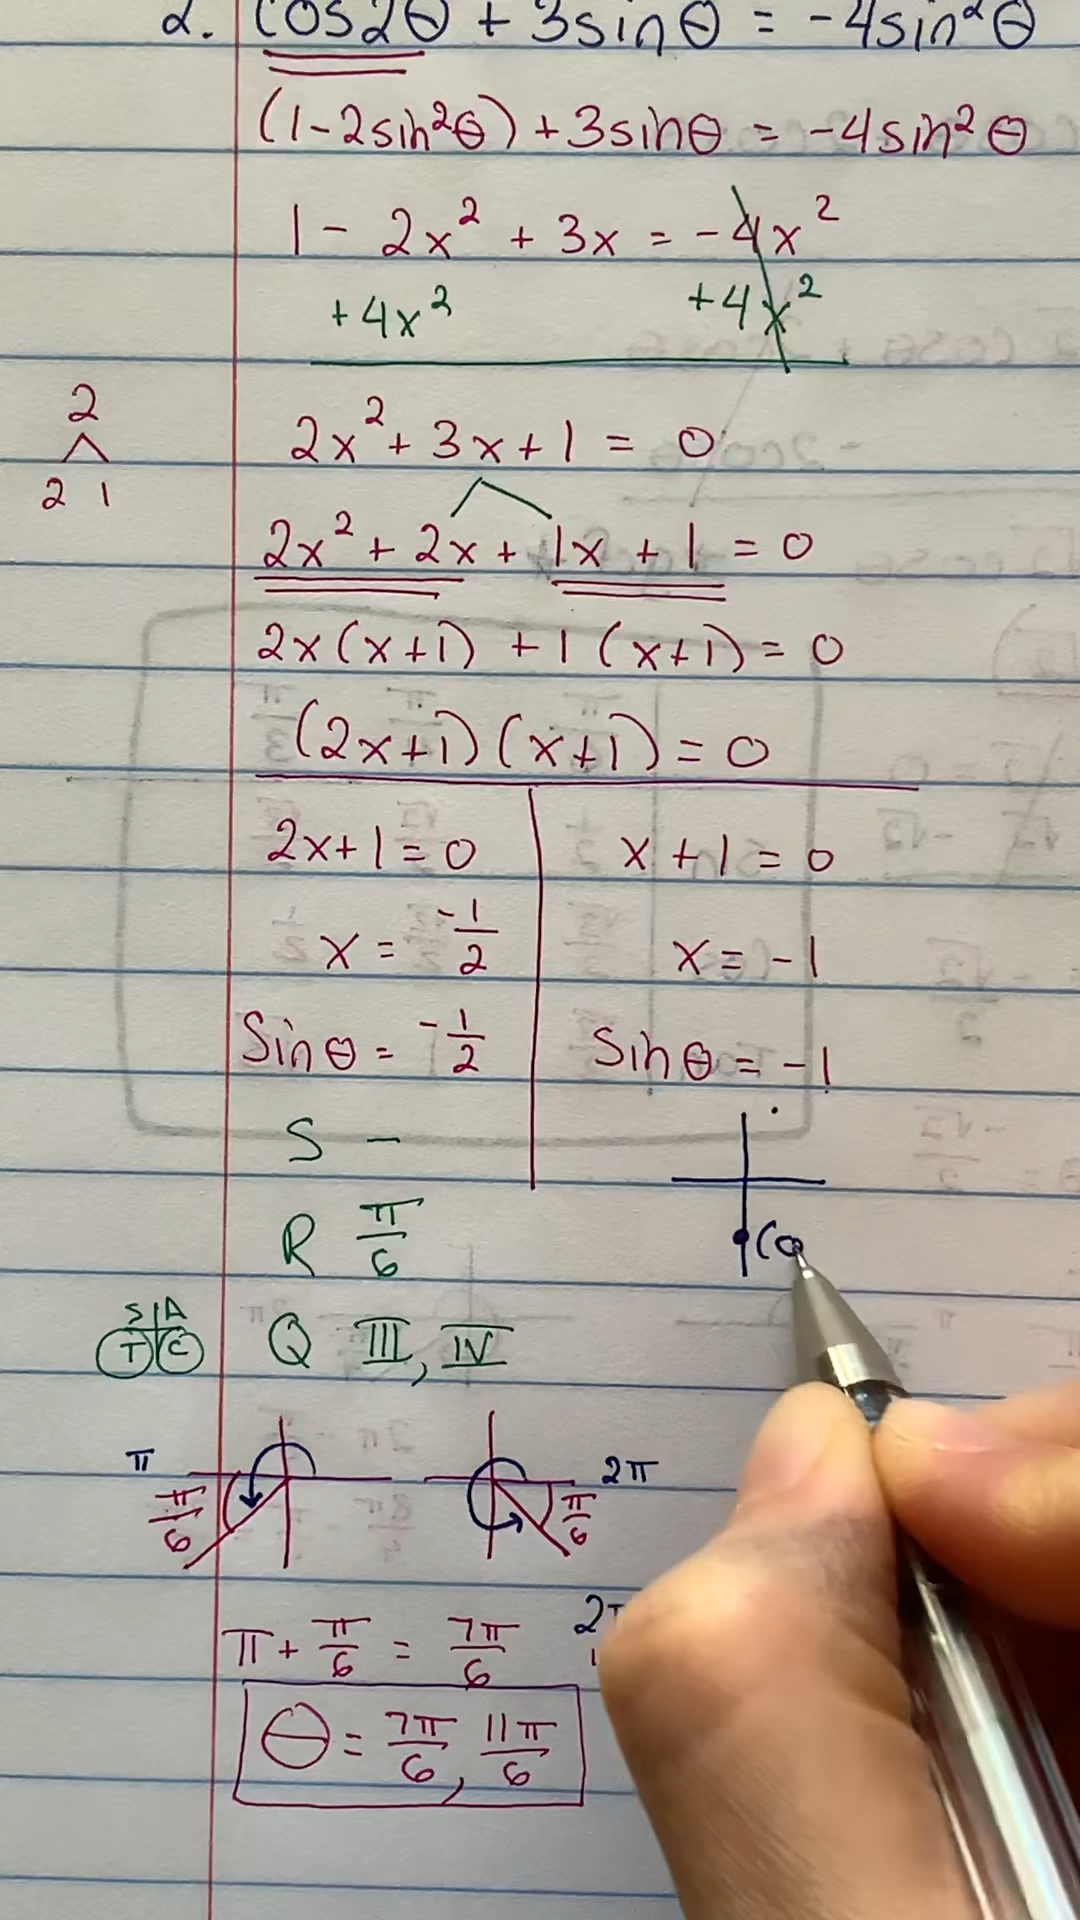 2. cos2θ + 3sinθ = -4sin²θ
(1-2sin²θ) + 3sinθ = -4sin²θ
1 - 2x² + 3x = -4x²
+4x² +4x²
2
2 1
2x² + 3x + 1 = 0
2x² + 2x + 1x + 1 = 0
2x(x+1) + 1(x+1) = 0
(2x+1)(x+1) = 0
2x+1 = 0
x = -1/2
Sinθ = -1/2
S -
R π/6
S A
T C
Q III, IV
x + 1 = 0
x = -1
Sinθ = -1
(0
π
π/6
2π
π/6
π + π/6 = 7π/6
θ = 7π/6, 11π/6